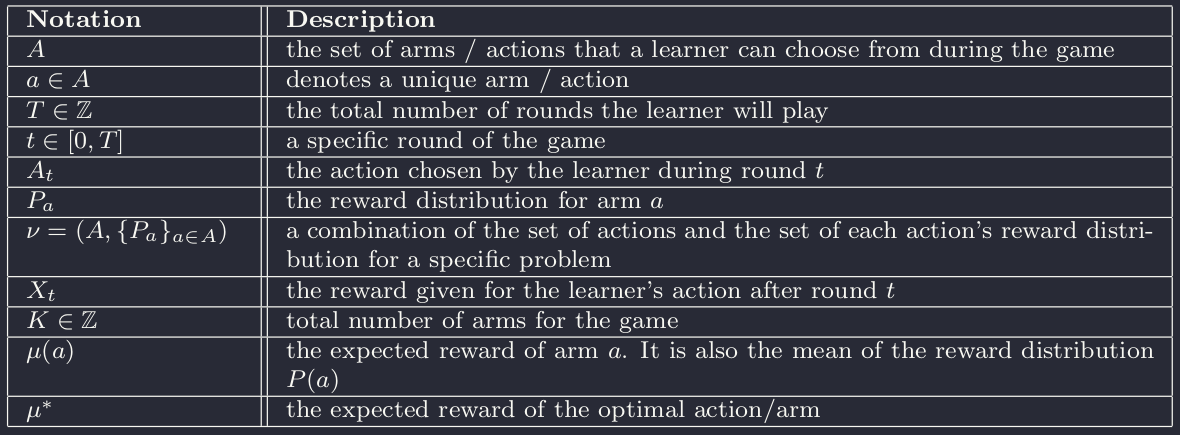 Notation Description
A the set of arms / actions that a learner can choose from during the game
a ∈ A denotes a unique arm / action
T ∈ ℤ the total number of rounds the learner will play
t ∈ [0, T] a specific round of the game
A_t the action chosen by the learner during round t
P_a the reward distribution for arm a
ν = (A, {P_a}_{a∈A}) a combination of the set of actions and the set of each action's reward distri-
bution for a specific problem
X_t the reward given for the learner's action after round t
K ∈ ℤ total number of arms for the game
μ(a) the expected reward of arm a. It is also the mean of the reward distribution
P(a)
μ* the expected reward of the optimal action/arm